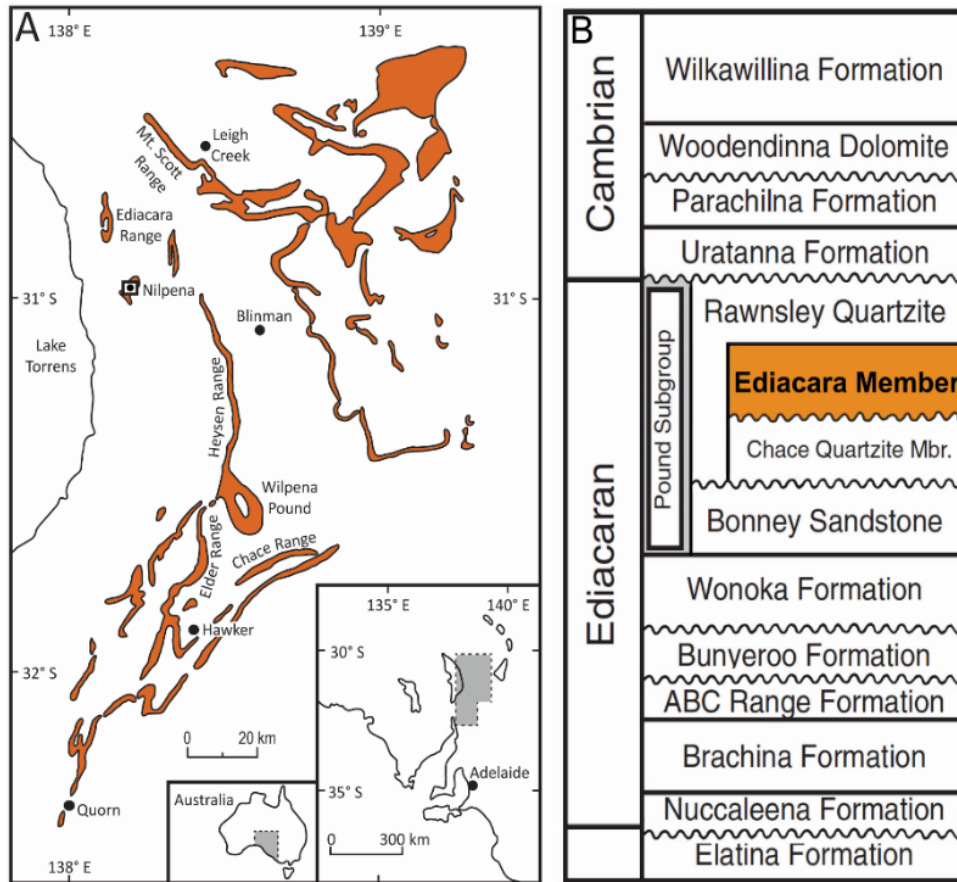 A
138° E
139° E
Leigh
Creek
Mt. Scott
Range
Ediacara
Range
Nilpena
31° S
31° S
Blinman
Lake
Torrens
Heysen Range
Wilpena
Pound
Elder Range
Chace Range
Hawker
32° S
0 20 km
Quorn
138° E
Australia
135° E
140° E
30° S
35° S
Adelaide
0 300 km
B
Cambrian
Wilkawillina Formation
Woodendinna Dolomite
Parachilna Formation
Uratanna Formation
Ediacaran
Pound Subgroup
Rawnsley Quartzite
Ediacara Member
Chace Quartzite Mbr.
Bonney Sandstone
Wonoka Formation
Bunyeroo Formation
ABC Range Formation
Brachina Formation
Nuccaleena Formation
Elatina Formation